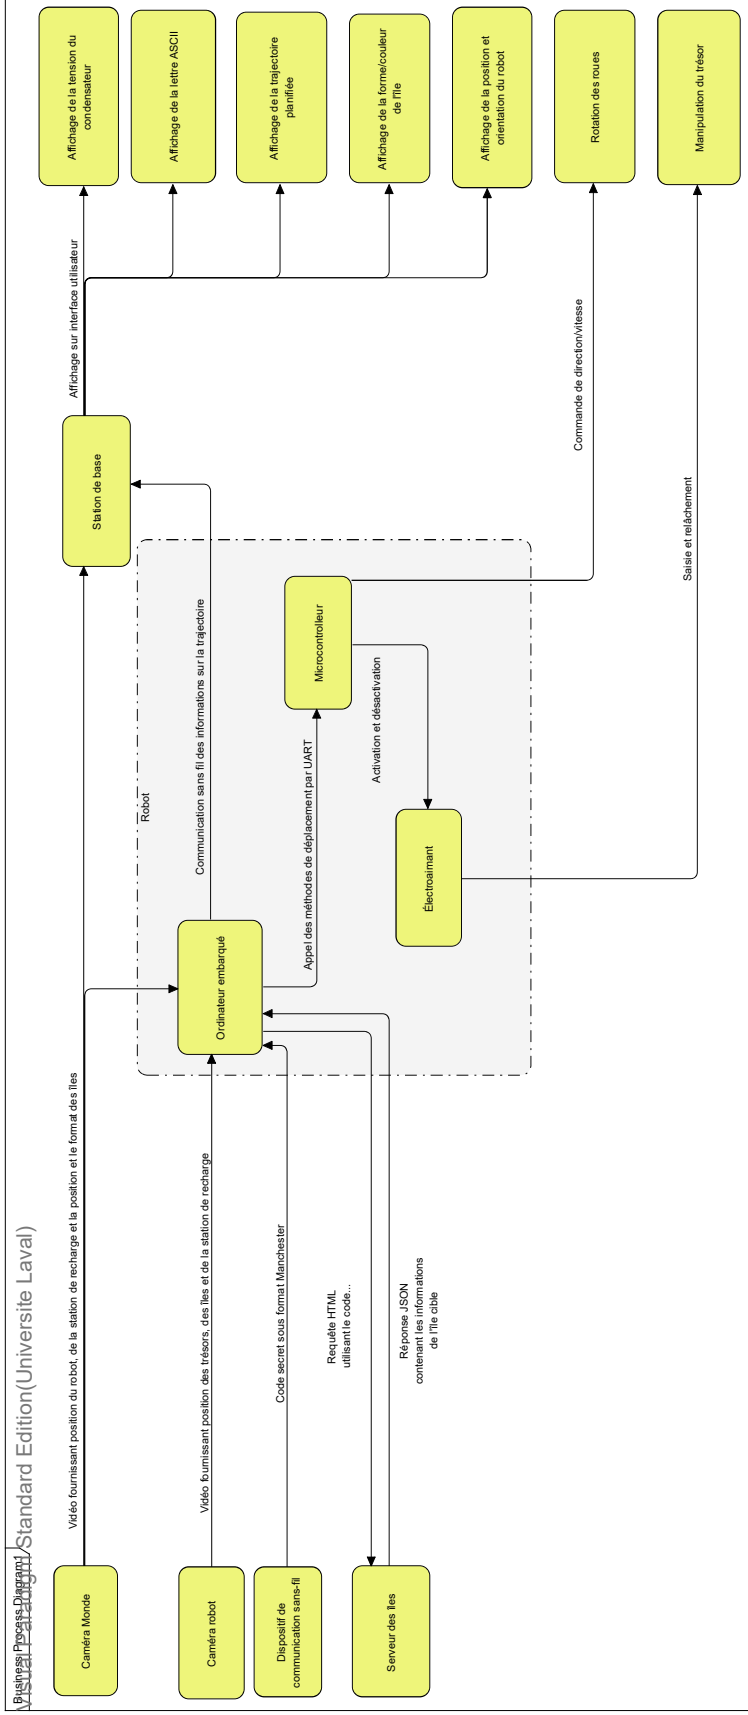 Business Process Diagram1
Visual Paradigm Standard Edition(Universite Laval)
Caméra Monde
Vidéo fournissant position du robot, de la station de recharge et la position et le format des îles
Station de base
Affichage sur interface utilisateur
Affichage de la tension du
condensateur
Affichage de la lettre ASCII
Affichage de la trajectoire
planifiée
Affichage de la forme/couleur
de l'île
Affichage de la position et
orientation du robot
Rotation des roues
Manipulation du trésor
Robot
Communication sans fil des informations sur la trajectoire
Caméra robot
Vidéo fournissant position des trésors, des îles et de la station de recharge
Ordinateur embarqué
Dispositif de
communication sans-fil
Code secret sous format Manchester
Appel des méthodes de déplacement par UART
Microcontrolleur
Commande de direction/vitesse
Requête HTML
utilisant le code...
Serveur des îles
Réponse JSON
contenant les informations
de l'île cible
Activation et désactivation
Électroaimant
Saisie et relâchement